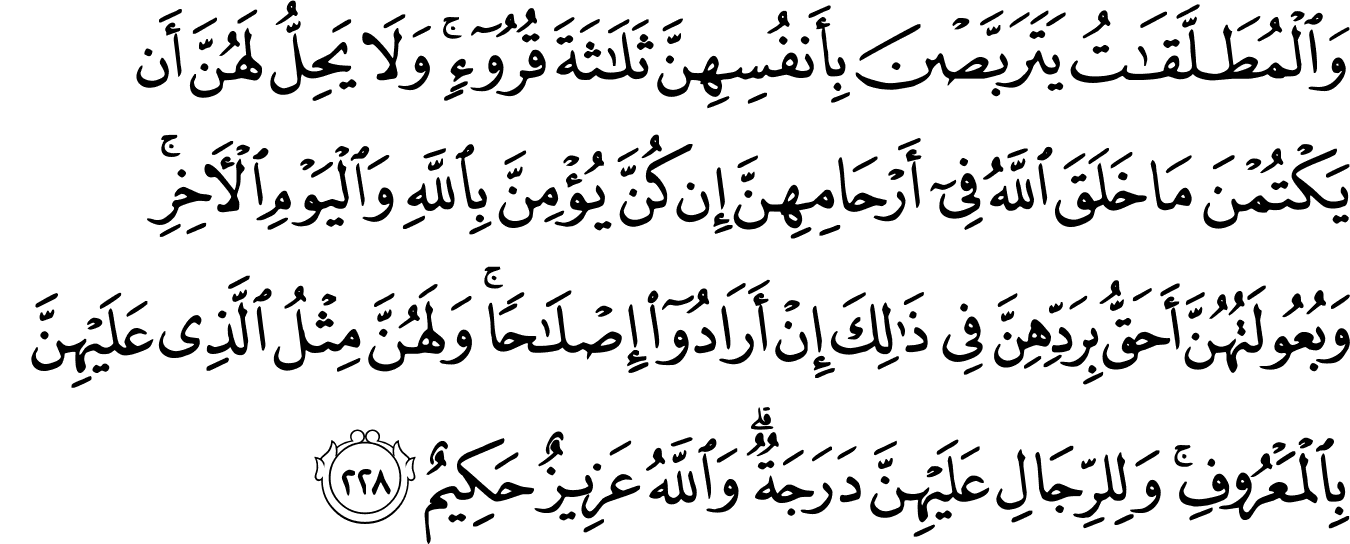 وَٱلْمُطَلَّقَـٰتُ يَتَرَبَّصْنَ بِأَنفُسِهِنَّ ثَلَـٰثَةَ قُرُوٓءٍۢ ۚ وَلَا يَحِلُّ لَهُنَّ أَن
يَكْتُمْنَ مَا خَلَقَ ٱللَّهُ فِىٓ أَرْحَامِهِنَّ إِن كُنَّ يُؤْمِنَّ بِٱللَّهِ وَٱلْيَوْمِ ٱلْـَٔاخِرِ ۚ
وَبُعُولَتُهُنَّ أَحَقُّ بِرَدِّهِنَّ فِى ذَٰلِكَ إِنْ أَرَادُوٓا۟ إِصْلَـٰحًا ۚ وَلَهُنَّ مِثْلُ ٱلَّذِى عَلَيْهِنَّ
بِٱلْمَعْرُوفِ ۚ وَلِلرِّجَالِ عَلَيْهِنَّ دَرَجَةٌ ۗ وَٱللَّهُ عَزِيزٌ حَكِيمٌ ٢٢٨